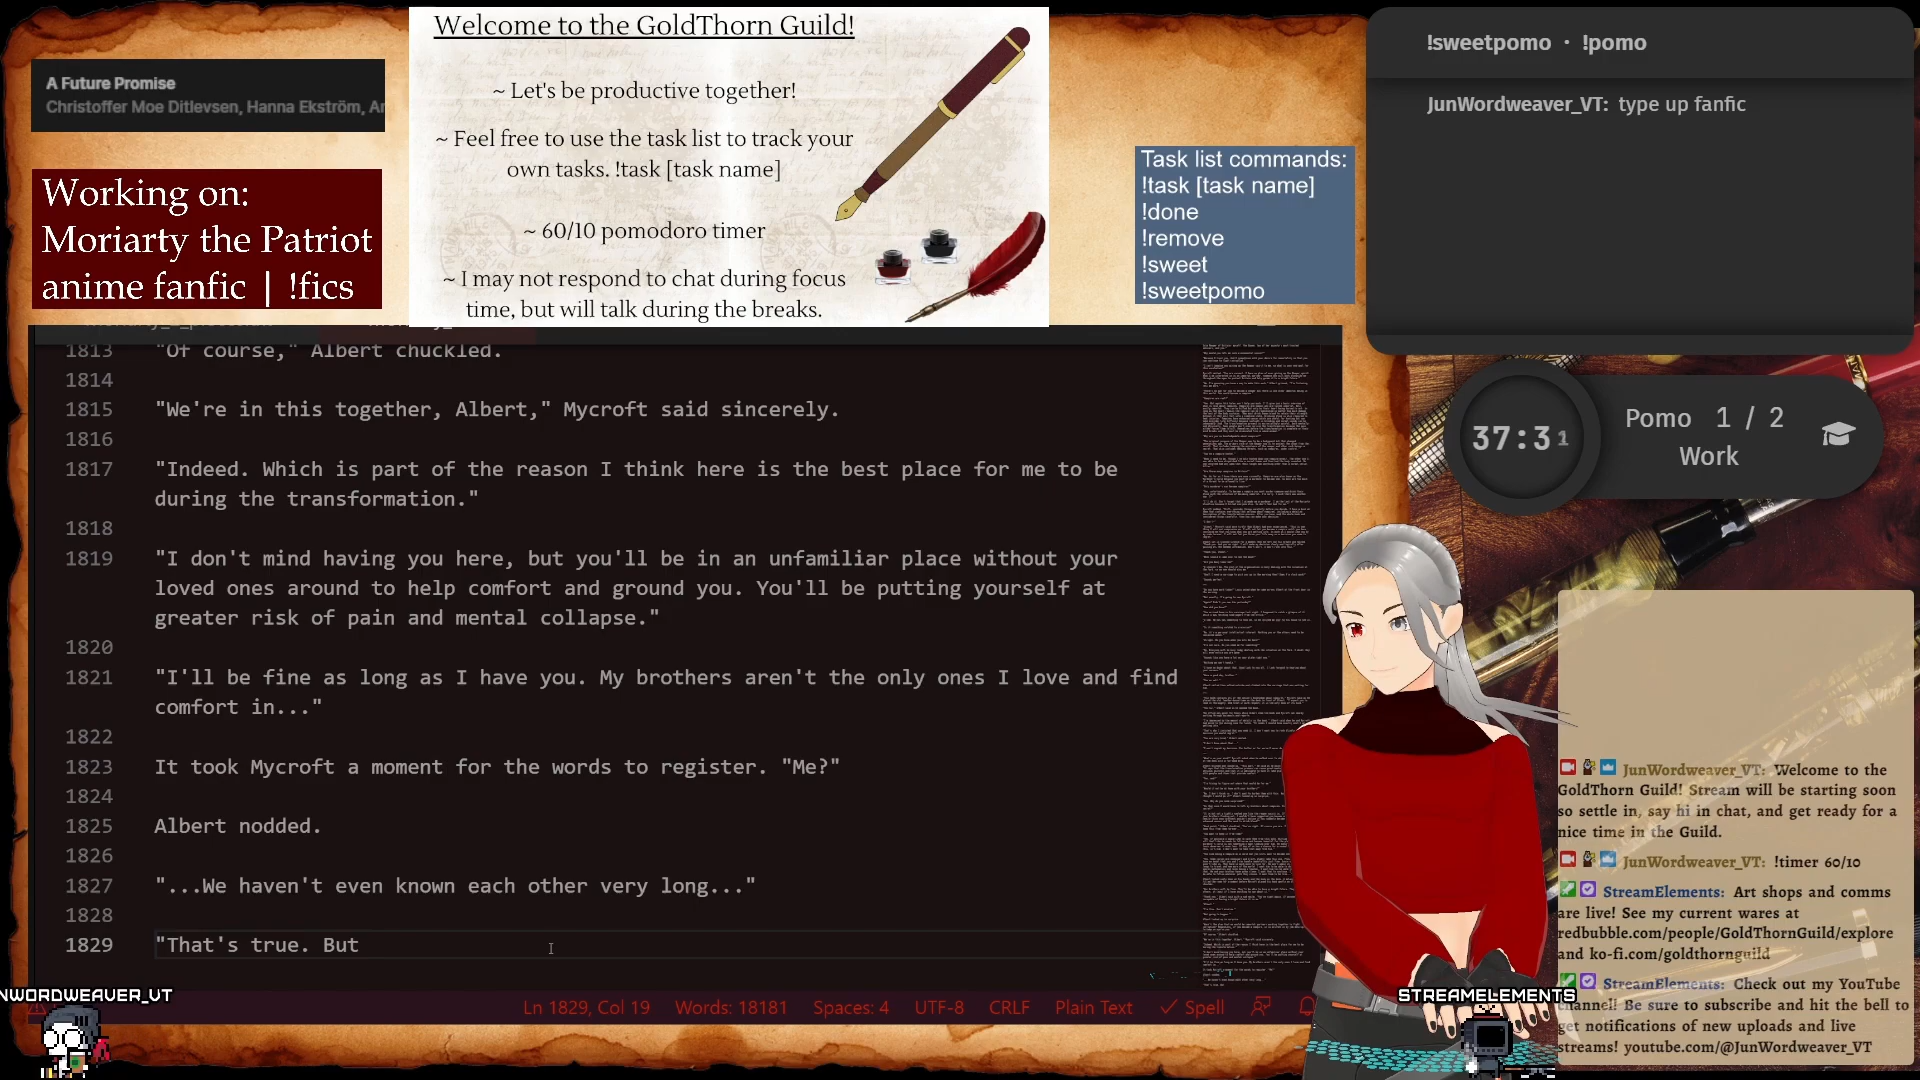 A Future Promise
Christoffer Moe Ditlevsen, Hanna Ekström, Ar
Working on:
Moriarty the Patriot
anime fanfic | !fics
Welcome to the GoldThorn Guild!
~ Let's be productive together!
~ Feel free to use the task list to track your
own tasks. !task [task name]
~ 60/10 pomodoro timer
~ I may not respond to chat during focus
time, but will talk during the breaks.
Task list commands:
!task [task name]
!done
!remove
!sweet
!sweetpomo
!sweetpomo · !pomo
JunWordweaver_VT: type up fanfic
37:31
Pomo 1 / 2
Work
1813 "Of course," Albert chuckled.
1814
1815 "We're in this together, Albert," Mycroft said sincerely.
1816
1817 "Indeed. Which is part of the reason I think here is the best place for me to be
during the transformation."
1818
1819 "I don't mind having you here, but you'll be in an unfamiliar place without your
loved ones around to help comfort and ground you. You'll be putting yourself at
greater risk of pain and mental collapse."
1820
1821 "I'll be fine as long as I have you. My brothers aren't the only ones I love and find
comfort in..."
1822
1823 It took Mycroft a moment for the words to register. "Me?"
1824
1825 Albert nodded.
1826
1827 "...We haven't even known each other very long..."
1828
1829 "That's true. But
Ln 1829, Col 19 Words: 18181 Spaces: 4 UTF-8 CRLF Plain Text Spell
NWORDWEAVER_VT
STREAMELEMENTS
JunWordweaver_VT: Welcome to the
GoldThorn Guild! Stream will be starting soon
so settle in, say hi in chat, and get ready for a
nice time in the Guild.
JunWordweaver_VT: !timer 60/10
StreamElements: Art shops and comms
are live! See my current wares at
redbubble.com/people/GoldThornGuild/explore
and ko-fi.com/goldthornguild
StreamElements: Check out my YouTube
channel! Be sure to subscribe and hit the bell to
get notifications of new uploads and live
streams! youtube.com/@JunWordweaver_VT